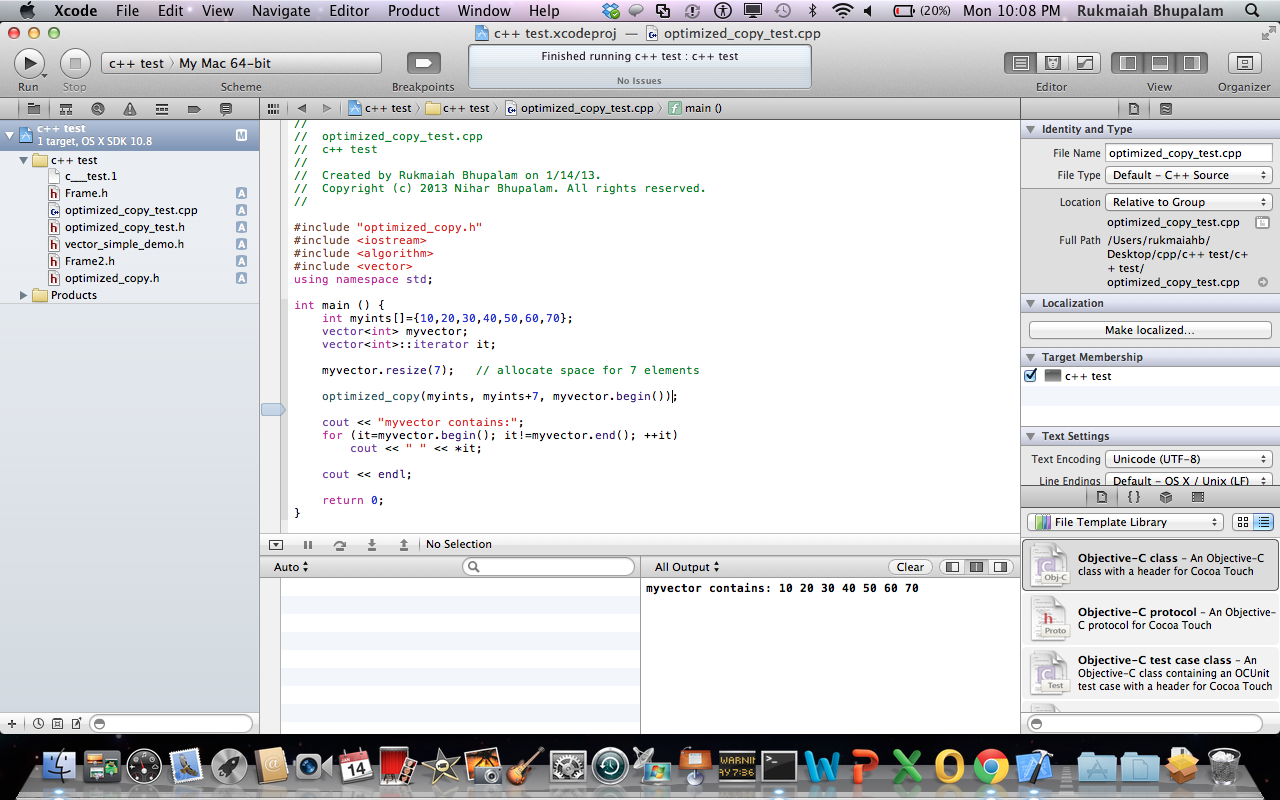 Xcode File Edit View Navigate Editor Product Window Help (20%) Mon 10:08 PM Rukmaiah Bhupalam
c++ test.xcodeproj — optimized_copy_test.cpp
Run Stop c++ test 〉 My Mac 64-bit Scheme Breakpoints
Finished running c++ test : c++ test
No Issues
Editor View Organizer
c++ test 〉 c++ test 〉 optimized_copy_test.cpp 〉 main ()
c++ test M
1 target, OS X SDK 10.8
c++ test
c___test.1
Frame.h A
optimized_copy_test.cpp A
optimized_copy_test.h A
vector_simple_demo.h A
Frame2.h A
optimized_copy.h A
Products
//
//  optimized_copy_test.cpp
//  c++ test
//
//  Created by Rukmaiah Bhupalam on 1/14/13.
//  Copyright (c) 2013 Nihar Bhupalam. All rights reserved.
//
#include "optimized_copy.h"
#include <iostream>
#include <algorithm>
#include <vector>
using namespace std;
int main () {
    int myints[]={10,20,30,40,50,60,70};
    vector<int> myvector;
    vector<int>::iterator it;
    myvector.resize(7);   // allocate space for 7 elements
    optimized_copy(myints, myints+7, myvector.begin());
    cout << "myvector contains:";
    for (it=myvector.begin(); it!=myvector.end(); ++it)
        cout << " " << *it;
    cout << endl;
    return 0;
}
No Selection
Auto
All Output Clear
myvector contains: 10 20 30 40 50 60 70
Identity and Type
File Name optimized_copy_test.cpp
File Type Default – C++ Source
Location Relative to Group
optimized_copy_test.cpp
Full Path /Users/rukmaiahb/
Desktop/cpp/c++ test/c+
+ test/
optimized_copy_test.cpp
Localization
Make localized...
Target Membership
c++ test
Text Settings
Text Encoding Unicode (UTF-8)
Line Endings Default – OS X / Unix (LF)
File Template Library
Objective-C class – An Objective-C
class with a header for Cocoa Touch
Obj-C
Objective-C protocol – An Objective-
C protocol for Cocoa Touch
Proto
Objective-C test case class – An
Objective-C class containing an OCUnit
test case with a header for Cocoa Touch
Test
JAN
14
WARNIN
AY 7:36